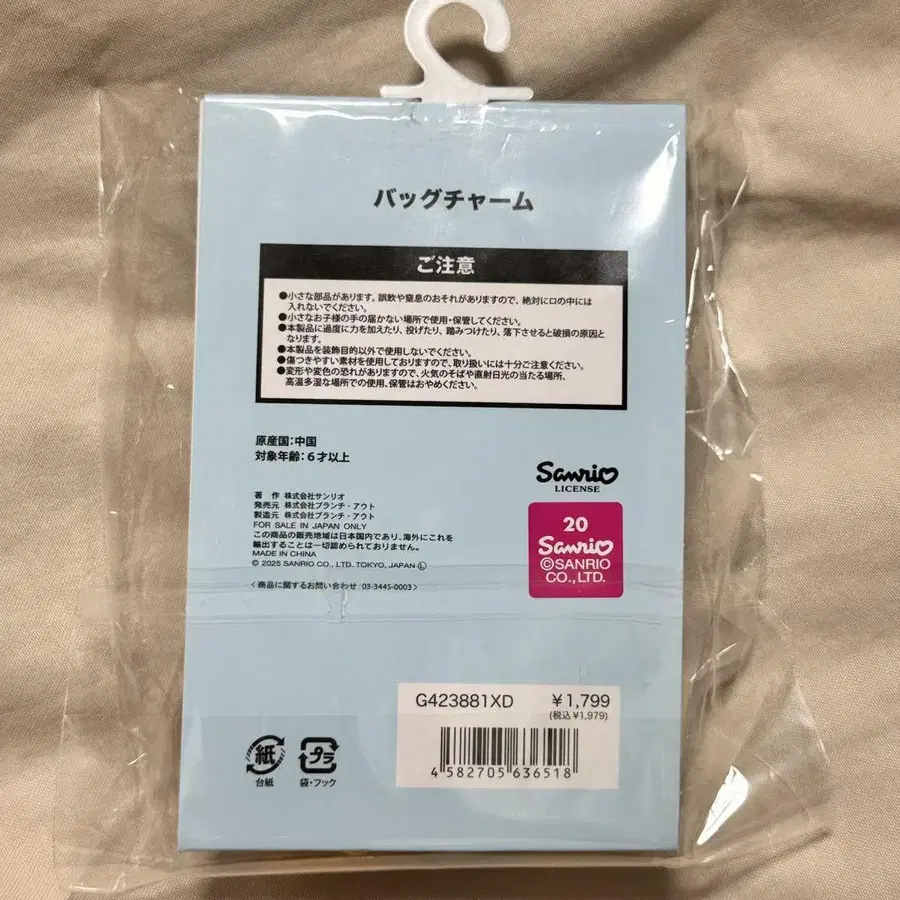 バッグチャーム
ご注意
●小さな部品があります。誤飲や窒息のおそれがありますので、絶対に口の中には
入れないでください。
●小さなお子様の手の届かない場所で使用・保管してください。
●本製品に過度に力を加えたり、投げたり、踏みつけたり、落下させると破損の原因と
なります。
●本製品を装飾目的以外で使用しないでください。
●傷つきやすい素材を使用しておりますので、取り扱いには十分ご注意ください。
●変形や変色の恐れがありますので、火気のそばや直射日光の当たる場所、
高温多湿な場所での使用、保管はおやめください。
原産国:中国
対象年齢:6才以上
著 作 株式会社サンリオ
発売元 株式会社ブランチ・アウト
製造元 株式会社ブランチ・アウト
FOR SALE IN JAPAN ONLY
この商品の販売地域は日本国内であり、海外にこれを
輸出することは一切認められておりません。
MADE IN CHINA
© 2025 SANRIO CO., LTD. TOKYO, JAPAN Ⓛ
<商品に関するお問い合わせ 03-3445-0003>
Sanrio
LICENSE
20
Sanrio
©SANRIO
CO.,LTD.
G423881XD ¥1,799
(税込¥1,979)
4 582705 636518
紙
台紙
プラ
袋・フック